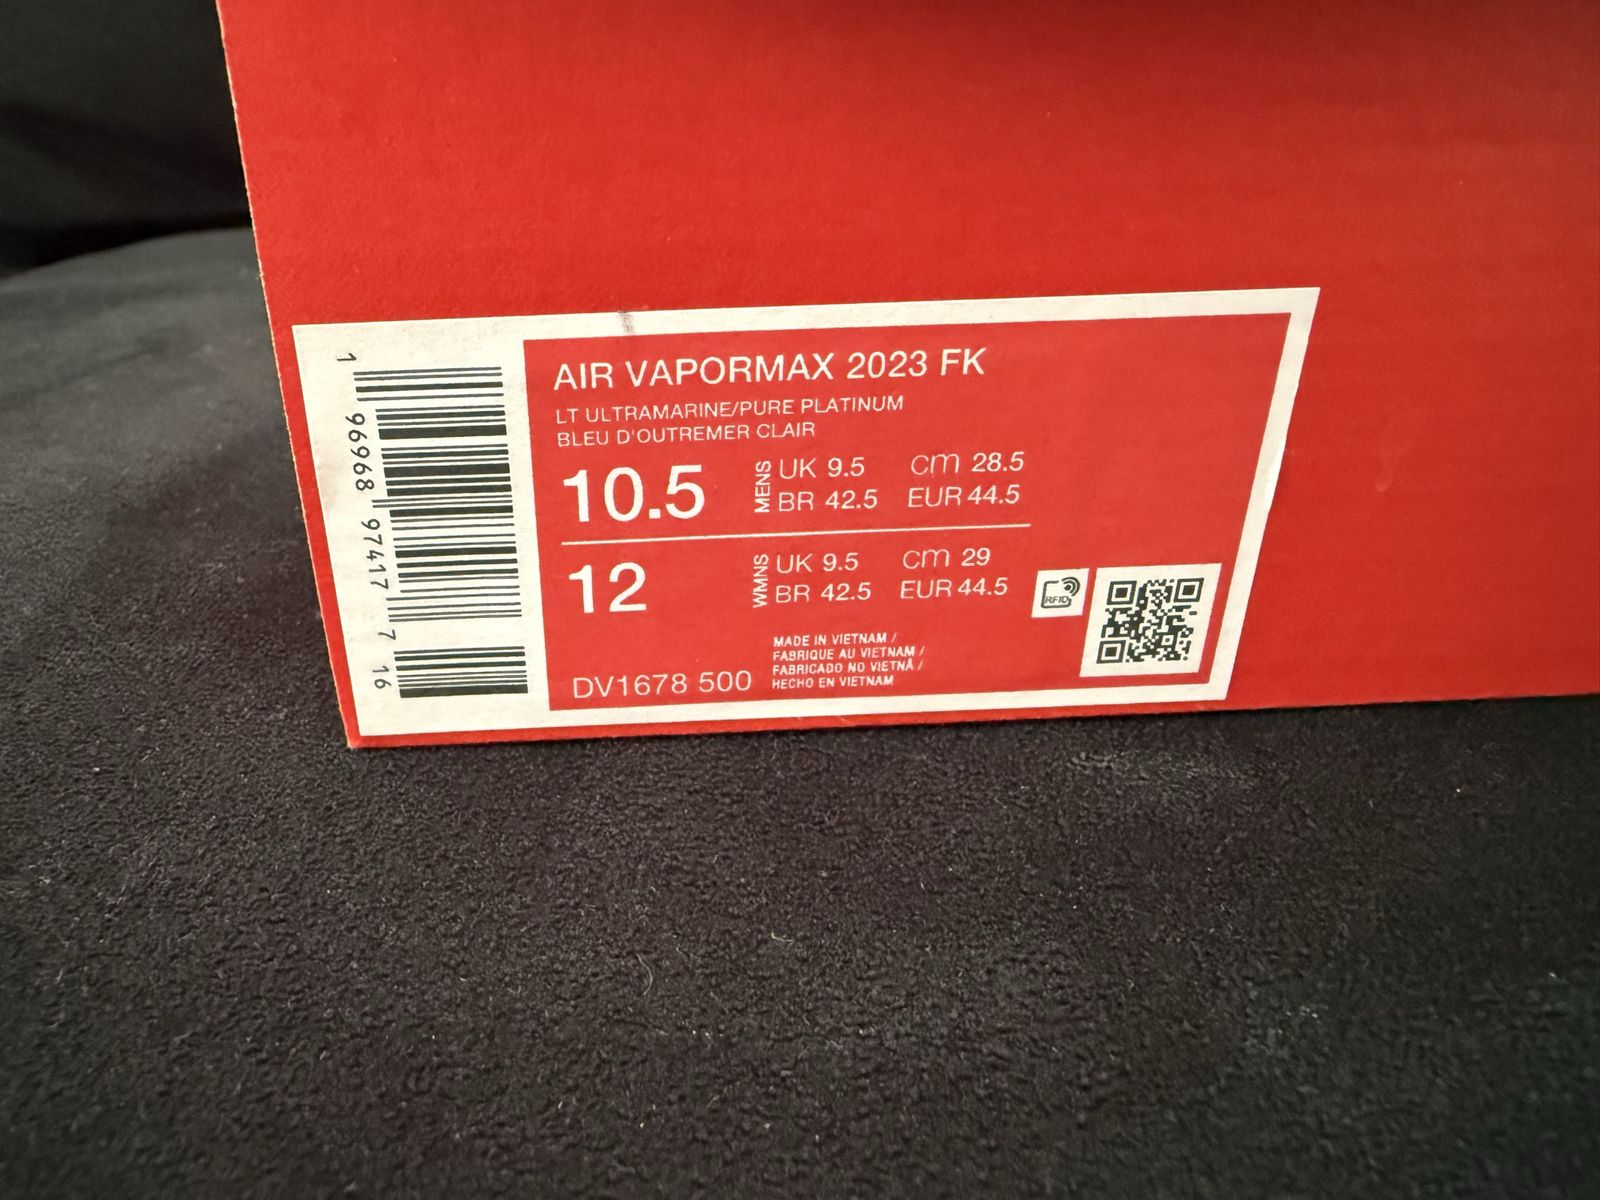 AIR VAPORMAX 2023 FK
LT ULTRAMARINE/PURE PLATINUM
BLEU D'OUTREMER CLAIR
10.5
MENS
UK 9.5 cm 28.5
BR 42.5 EUR 44.5
12
WMNS
UK 9.5 cm 29
BR 42.5 EUR 44.5
RFID
MADE IN VIETNAM /
FABRIQUE AU VIETNAM /
FABRICADO NO VIETNÃ /
HECHO EN VIETNAM
DV1678 500
1 96968 97417 7 16